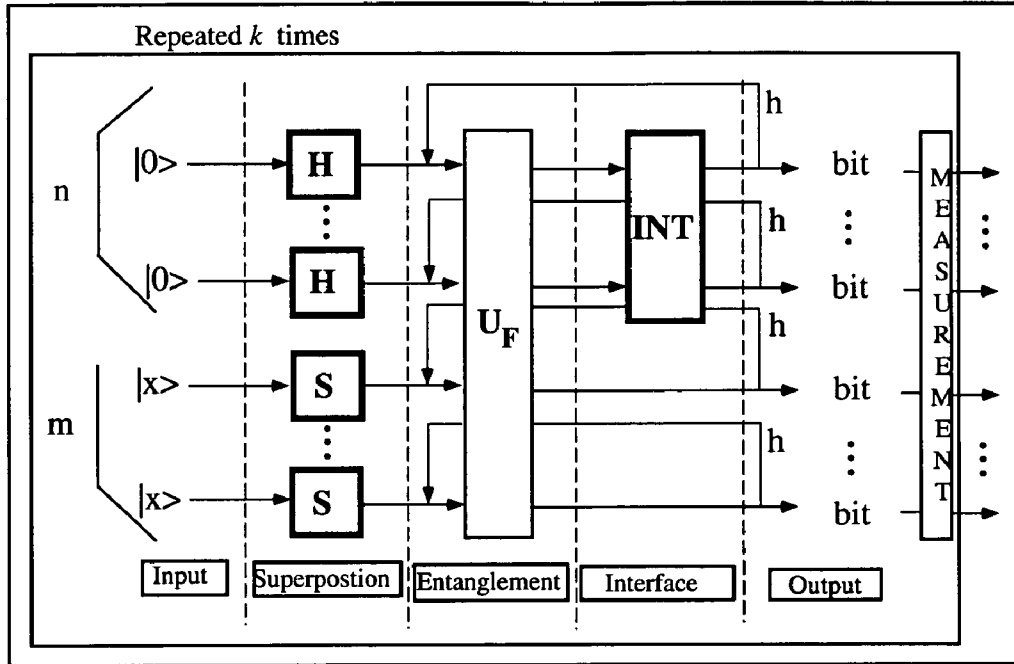 Repeated k times
h
n
|0>
H
bit
h
INT
|0>
H
bit
U_F
h
m
|x>
S
bit
h
|x>
S
bit
MEASUREMENT
Input
Superpostion
Entanglement
Interface
Output